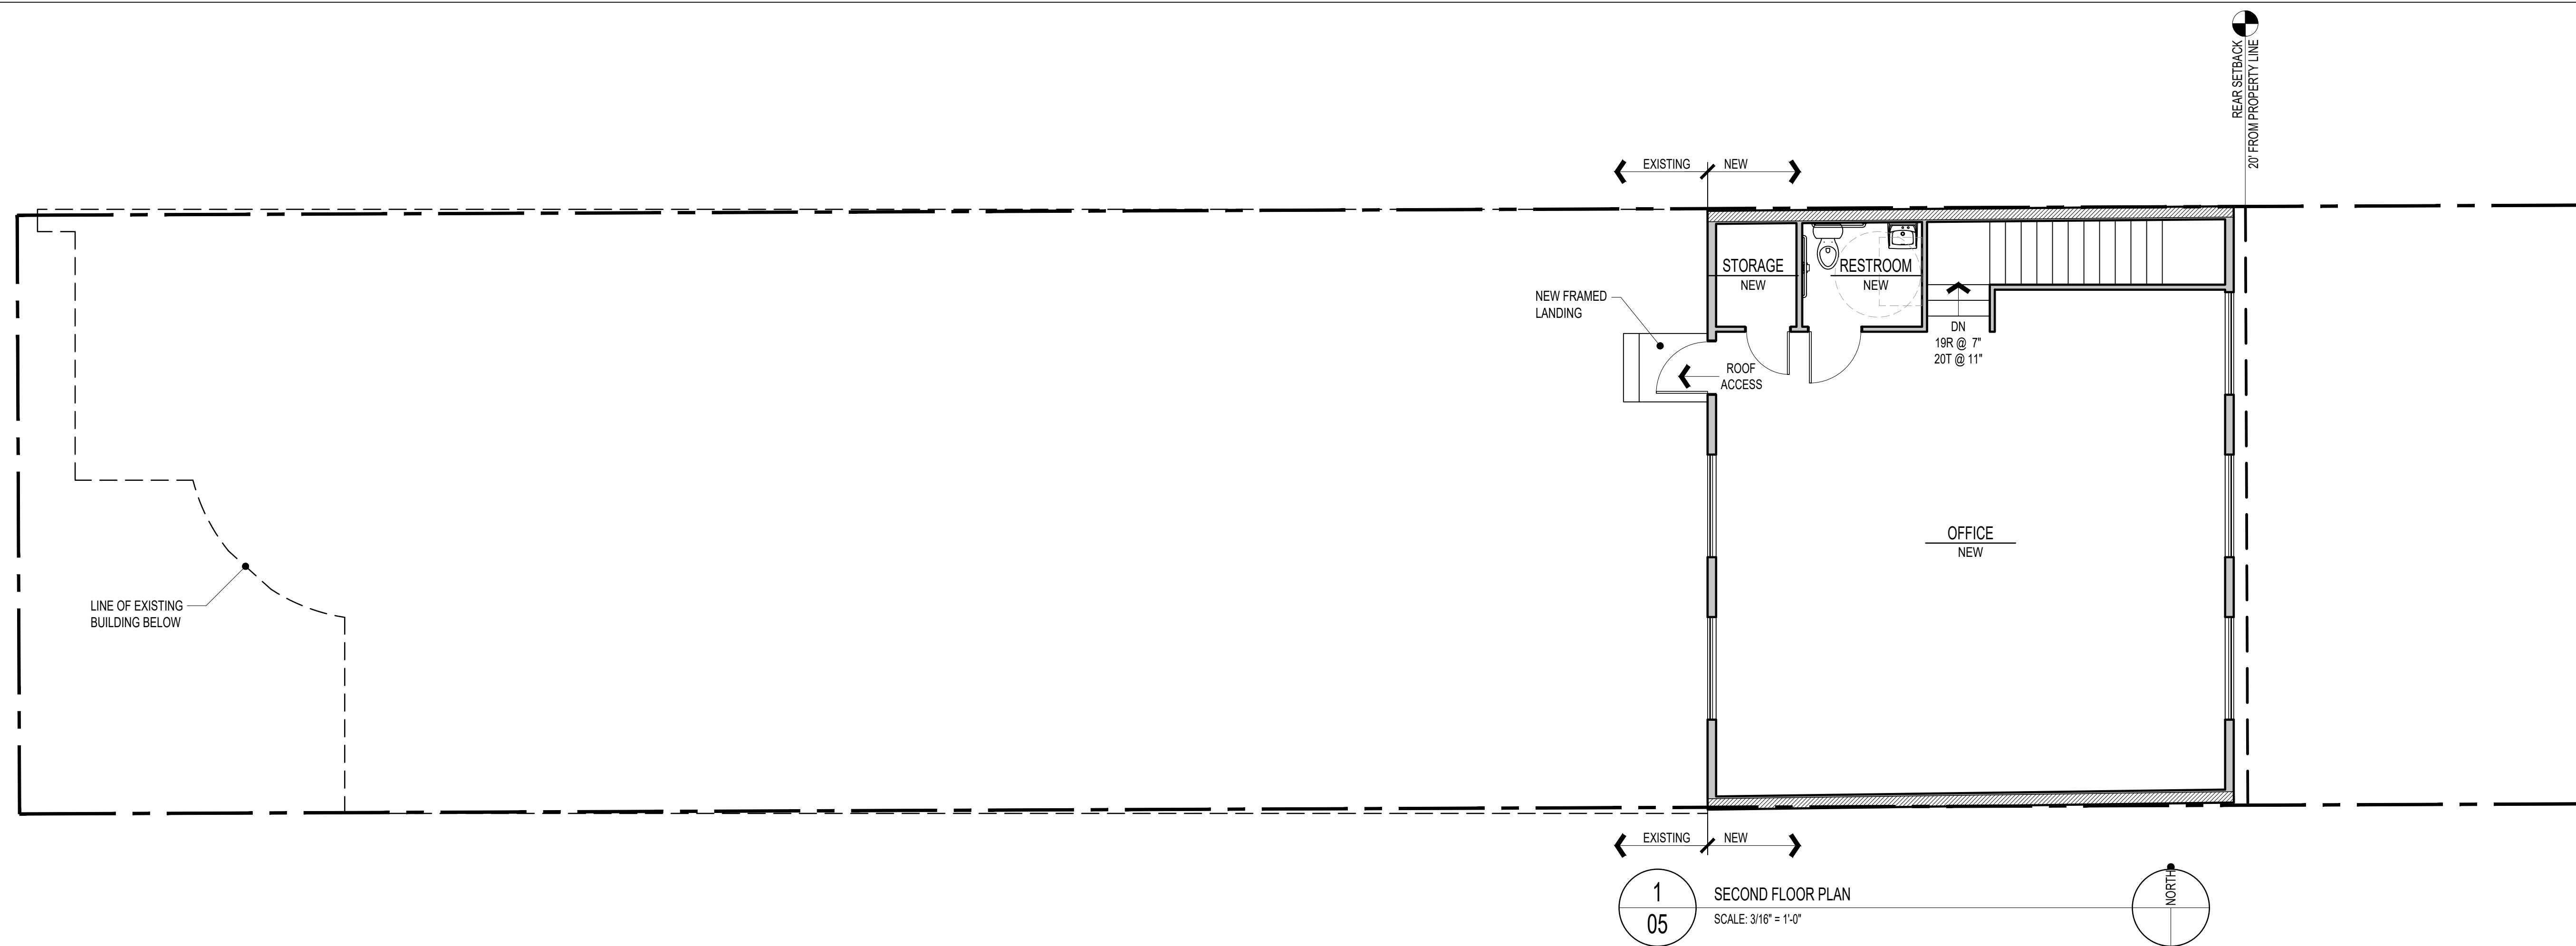 REAR SETBACK
20' FROM PROPERTY LINE
EXISTING NEW
STORAGE
NEW
RESTROOM
NEW
NEW FRAMED
LANDING
DN
19R @ 7"
20T @ 11"
ROOF
ACCESS
OFFICE
NEW
LINE OF EXISTING
BUILDING BELOW
EXISTING NEW
1
05
SECOND FLOOR PLAN
SCALE: 3/16" = 1'-0"
NORTH